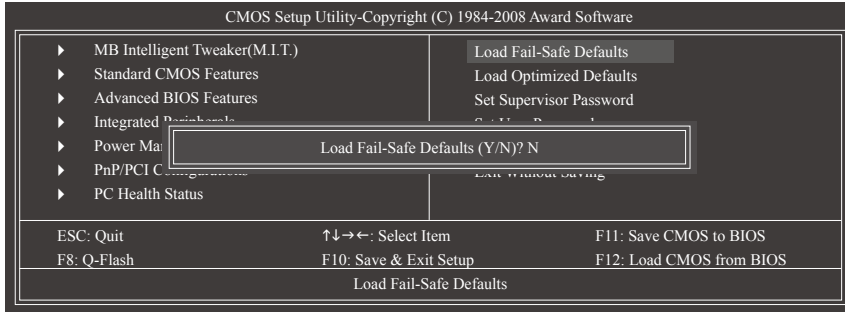 CMOS Setup Utility-Copyright (C) 1984-2008 Award Software
MB Intelligent Tweaker(M.I.T.)
Standard CMOS Features
Advanced BIOS Features
Integrated
Power
PnP/PCI
PC Health Status
Load Fail-Safe Defaults
Load Optimized Defaults
Set Supervisor Password
Exit Without Saving
Load Fail-Safe Defaults (Y/N)? N
ESC: Quit
↑↓→←: Select Item
F11: Save CMOS to BIOS
F8: Q-Flash
F10: Save & Exit Setup
F12: Load CMOS from BIOS
Load Fail-Safe Defaults